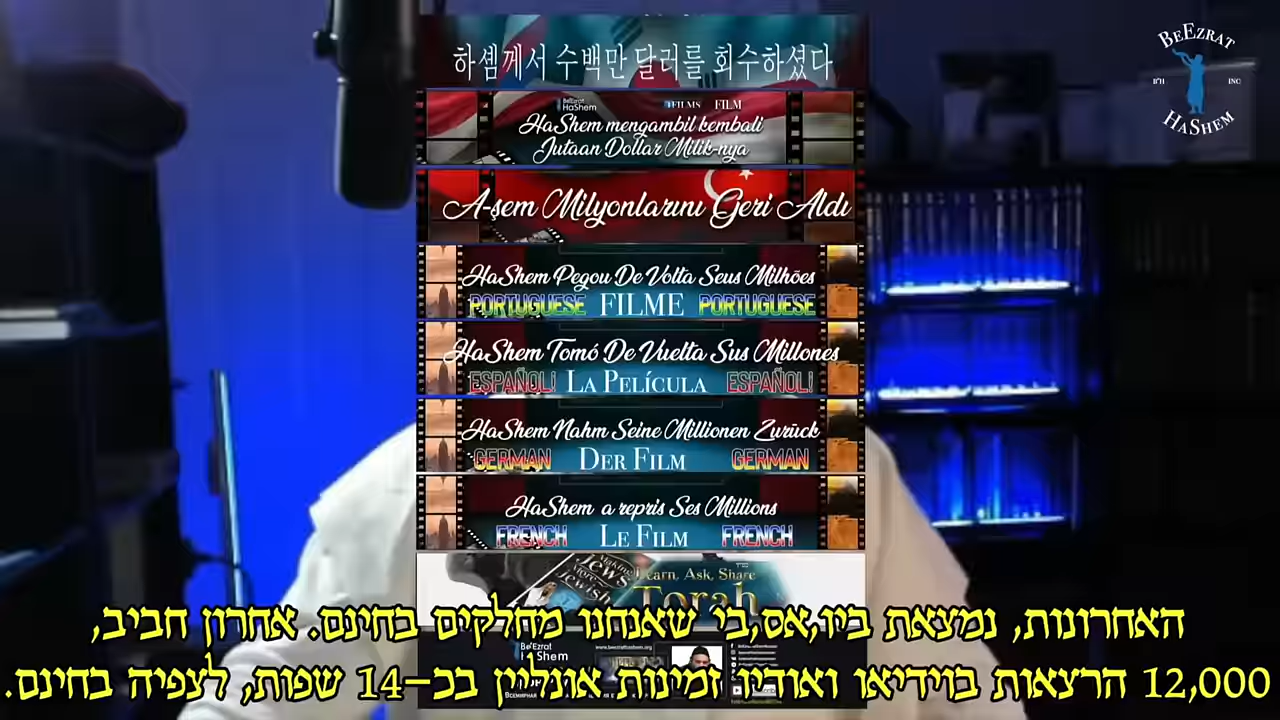 하셈께서 수백만 달러를 회수하셨다
BeEzrat
HaShem
FILMS FILM
HaShem mengambil kembali
Jutaan Dollar Milik-nya
A-şem Milyonlarını Geri Aldı
HaShem Pegou De Volta Seus Milhões
PORTUGUESE FILME PORTUGUESE
HaShem Tomó De Vuelta Sus Millones
ESPAÑOL! LA PELÍCULA ESPAÑOL!
HaShem Nahm Seine Millionen Zurück
GERMAN DER FILM GERMAN
HaShem a repris Ses Millions
FRENCH LE FILM FRENCH
Learn, Ask, Share
Torah
BeEzrat
HaShem
www.beezrathashem.org
BEEZRAT
B"H INC
HASHEM
האחרונות, נמצאת ביו,אס,בי שאנחנו מחלקים בחינם. אחרון חביב,
12,000 הרצאות בוידיאו ואודיו זמינות אונליין בכ-14 שפות, לצפיה בחינם.